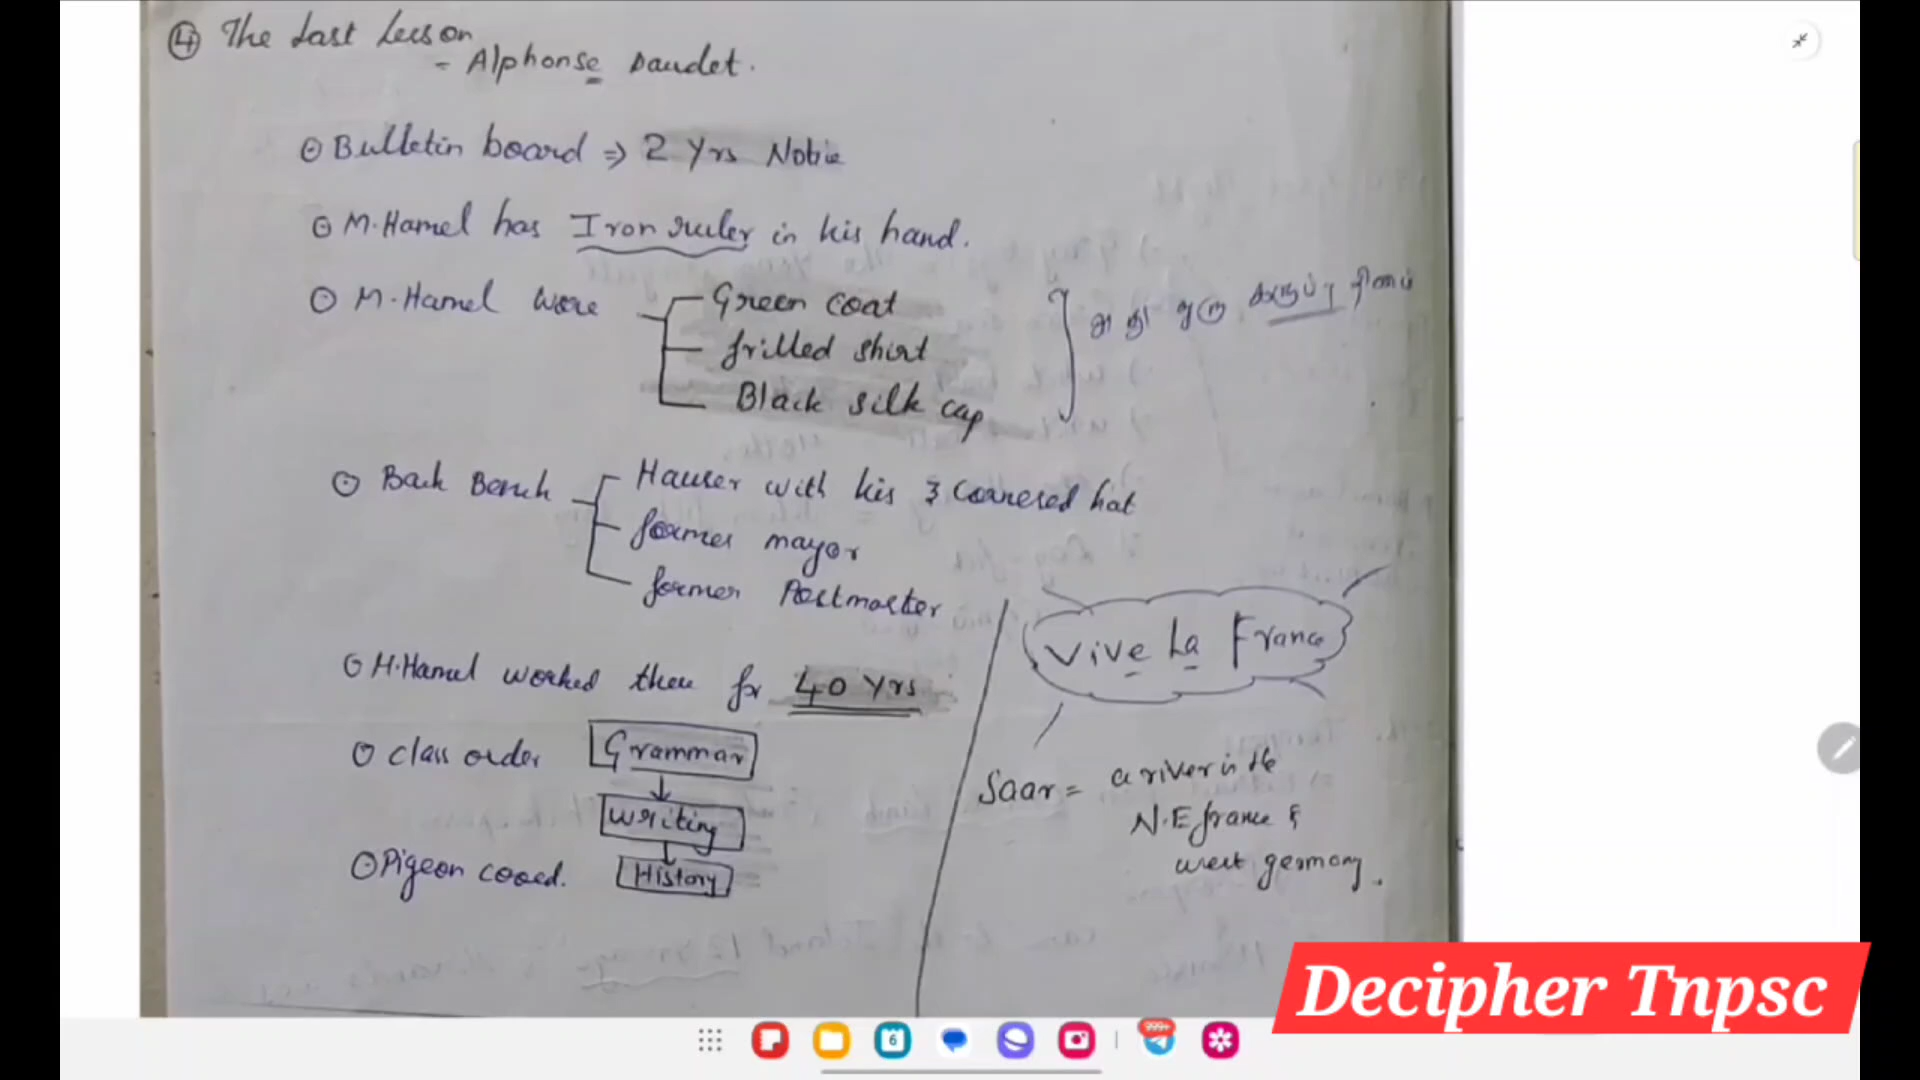 ④ The Last Lesson
- Alphonse Daudet.
⊙ Bulletin board ⇒ 2 Yrs Notice
⊙ M.Hamel has Iron ruler in his hand.
⊙ M.Hamel wore
Green coat
frilled shirt
Black silk cap
கருப்பு
⊙ Back Bench
Hauser with his 3 cornered hat
former mayor
former Postmaster
⊙ M.Hamel worked there for 40 Yrs
⊙ class order
Grammar
↓
Writing
↓
History
⊙ Pigeon cooed.
Vive La France
Saar = a river in the
N.E france &
west germany.
6
999+
Decipher Tnpsc